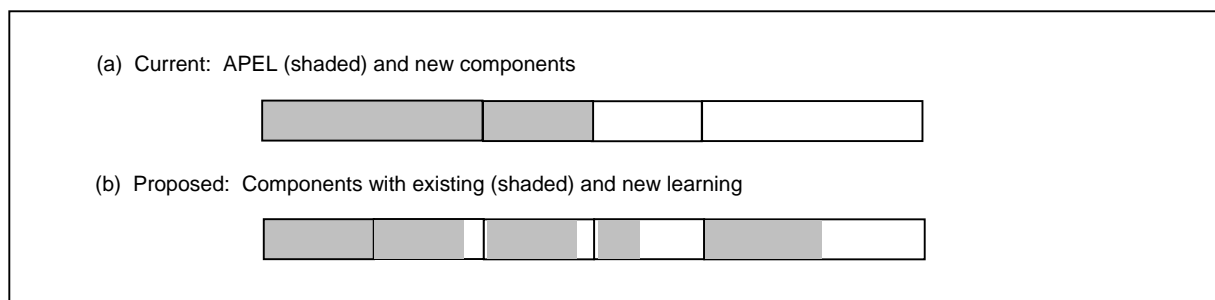 (a) Current: APEL (shaded) and new components
(b) Proposed: Components with existing (shaded) and new learning